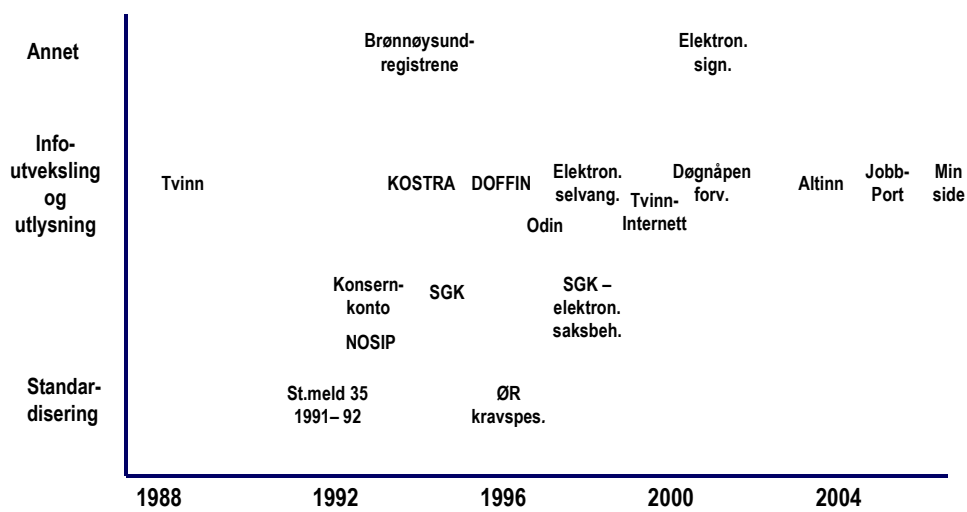 Annet
Brønnøysund-
registrene
Elektron.
sign.
Info-
utveksling
og
utlysning
Tvinn
KOSTRA
DOFFIN
Odin
Elektron.
selvang.
Tvinn-
Internett
Døgnåpen
forv.
Altinn
Jobb-
Port
Min
side
Konsern-
konto
NOSIP
SGK
SGK –
elektron.
saksbeh.
Standar-
disering
St.meld 35
1991– 92
ØR
kravspes.
1988 1992 1996 2000 2004